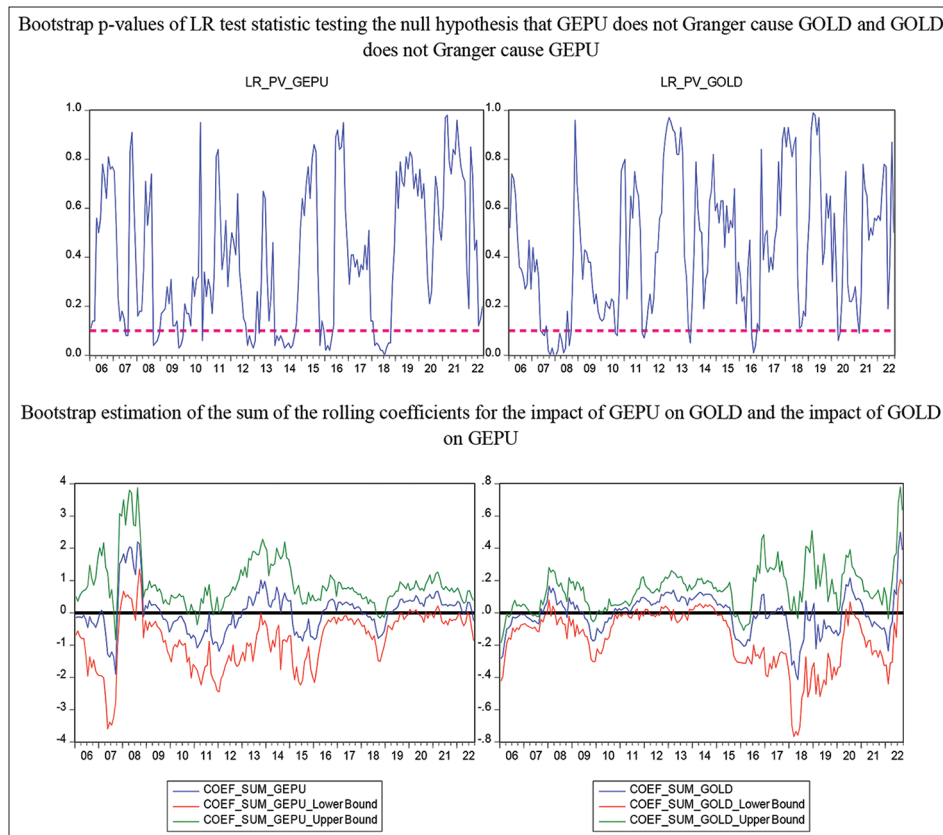 Bootstrap p-values of LR test statistic testing the null hypothesis that GEPU does not Granger cause GOLD and GOLD
does not Granger cause GEPU
LR_PV_GEPU
1.0
0.8
0.6
0.4
0.2
0.0
06 07 08 09 10 11 12 13 14 15 16 17 18 19 20 21 22
LR_PV_GOLD
1.0
0.8
0.6
0.4
0.2
0.0
06 07 08 09 10 11 12 13 14 15 16 17 18 19 20 21 22
Bootstrap estimation of the sum of the rolling coefficients for the impact of GEPU on GOLD and the impact of GOLD
on GEPU
4
3
2
1
0
-1
-2
-3
-4
06 07 08 09 10 11 12 13 14 15 16 17 18 19 20 21 22
COEF_SUM_GEPU
COEF_SUM_GEPU_Lower Bound
COEF_SUM_GEPU_Upper Bound
.8
.6
.4
.2
.0
-.2
-.4
-.6
-.8
06 07 08 09 10 11 12 13 14 15 16 17 18 19 20 21 22
COEF_SUM_GOLD
COEF_SUM_GOLD_Lower Bound
COEF_SUM_GOLD_Upper Bound